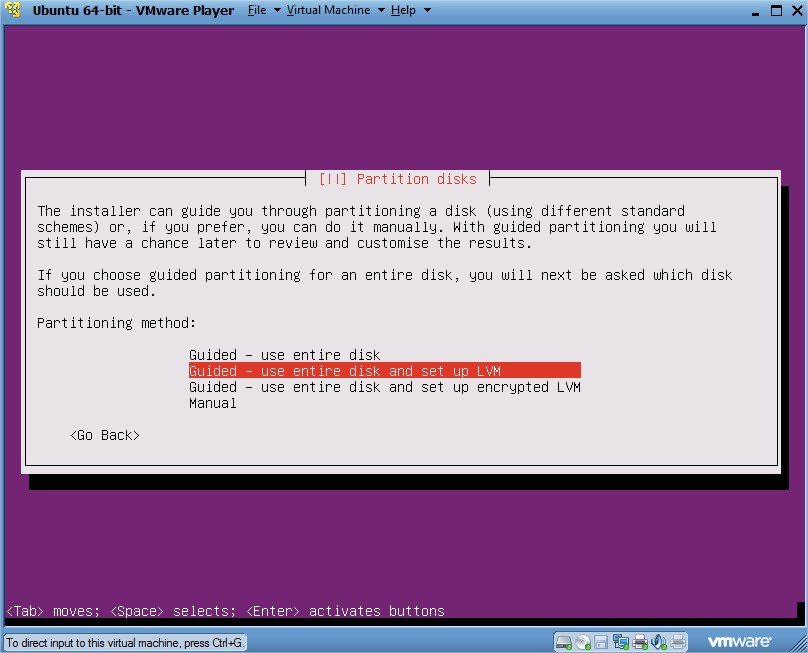 Ubuntu 64-bit - VMware Player File Virtual Machine Help
[!!] Partition disks
The installer can guide you through partitioning a disk (using different standard
schemes) or, if you prefer, you can do it manually. With guided partitioning you will
still have a chance later to review and customise the results.
If you choose guided partitioning for an entire disk, you will next be asked which disk
should be used.
Partitioning method:
Guided - use entire disk
Guided - use entire disk and set up LVM
Guided - use entire disk and set up encrypted LVM
Manual
<Go Back>
<Tab> moves; <Space> selects; <Enter> activates buttons
To direct input to this virtual machine, press Ctrl+G.
vmware